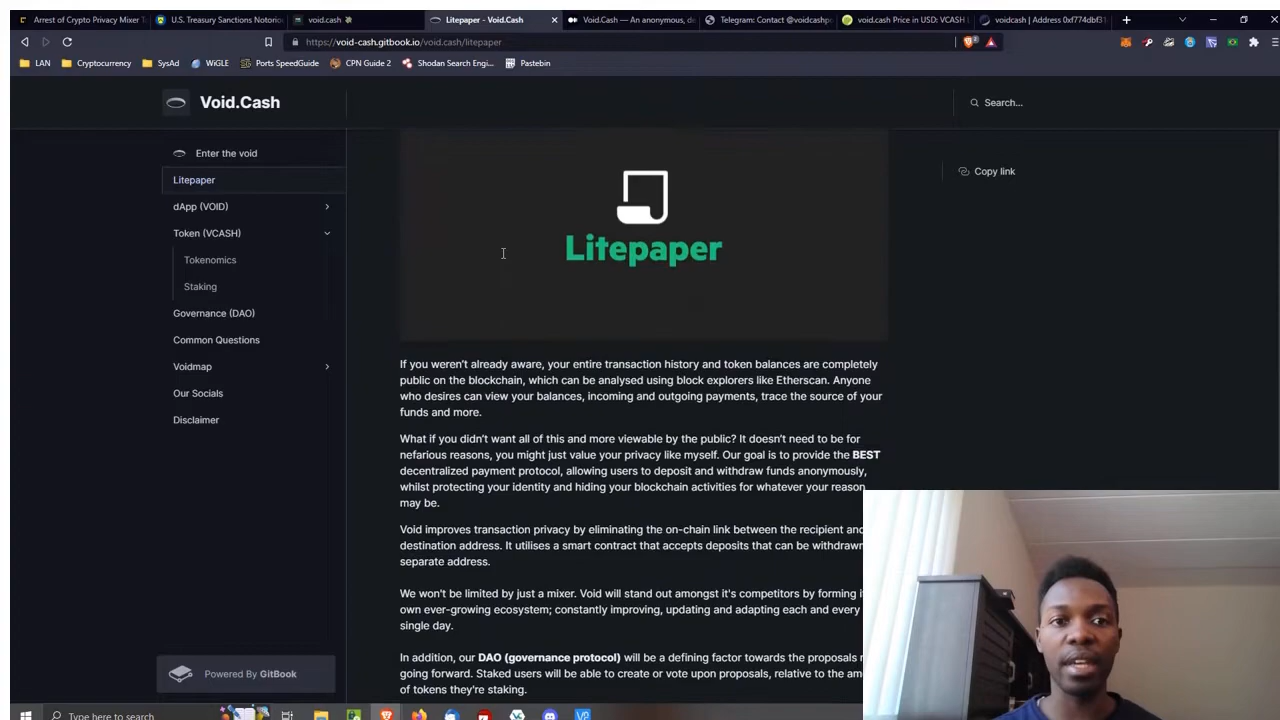 Arrest of Crypto Privacy Mixer T
U.S. Treasury Sanctions Notorio
void.cash
Litepaper - Void.Cash
Void.Cash — An anonymous, de
Telegram: Contact @voidcashp
void.cash Price in USD: VCASH L
voidcash | Address 0xf774dbf31
https://void-cash.gitbook.io/void.cash/litepaper
LAN
Cryptocurrency
SysAd
WiGLE
Ports SpeedGuide
CPN Guide 2
Shodan Search Engi...
Pastebin
Void.Cash
Search...
Enter the void
Litepaper
dApp (VOID)
Token (VCASH)
Tokenomics
Staking
Governance (DAO)
Common Questions
Voidmap
Our Socials
Disclaimer
Powered By GitBook
Copy link
Litepaper
If you weren't already aware, your entire transaction history and token balances are completely
public on the blockchain, which can be analysed using block explorers like Etherscan. Anyone
who desires can view your balances, incoming and outgoing payments, trace the source of your
funds and more.
What if you didn't want all of this and more viewable by the public? It doesn't need to be for
nefarious reasons, you might just value your privacy like myself. Our goal is to provide the BEST
decentralized payment protocol, allowing users to deposit and withdraw funds anonymously,
whilst protecting your identity and hiding your blockchain activities for whatever your reason
may be.
Void improves transaction privacy by eliminating the on-chain link between the recipient and
destination address. It utilises a smart contract that accepts deposits that can be withdrawn
separate address.
We won't be limited by just a mixer. Void will stand out amongst it's competitors by forming it
own ever-growing ecosystem; constantly improving, updating and adapting each and every
single day.
In addition, our DAO (governance protocol) will be a defining factor towards the proposals
going forward. Staked users will be able to create or vote upon proposals, relative to the am
of tokens they're staking.
Type here to search